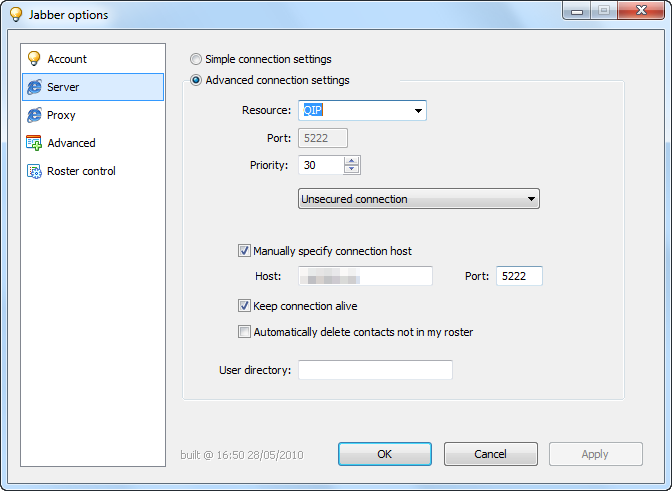 Jabber options
Account
Server
Proxy
Advanced
Roster control
Simple connection settings
Advanced connection settings
Resource: QIP
Port: 5222
Priority: 30
Unsecured connection
Manually specify connection host
Host: Port: 5222
Keep connection alive
Automatically delete contacts not in my roster
User directory:
built @ 16:50 28/05/2010 OK Cancel Apply